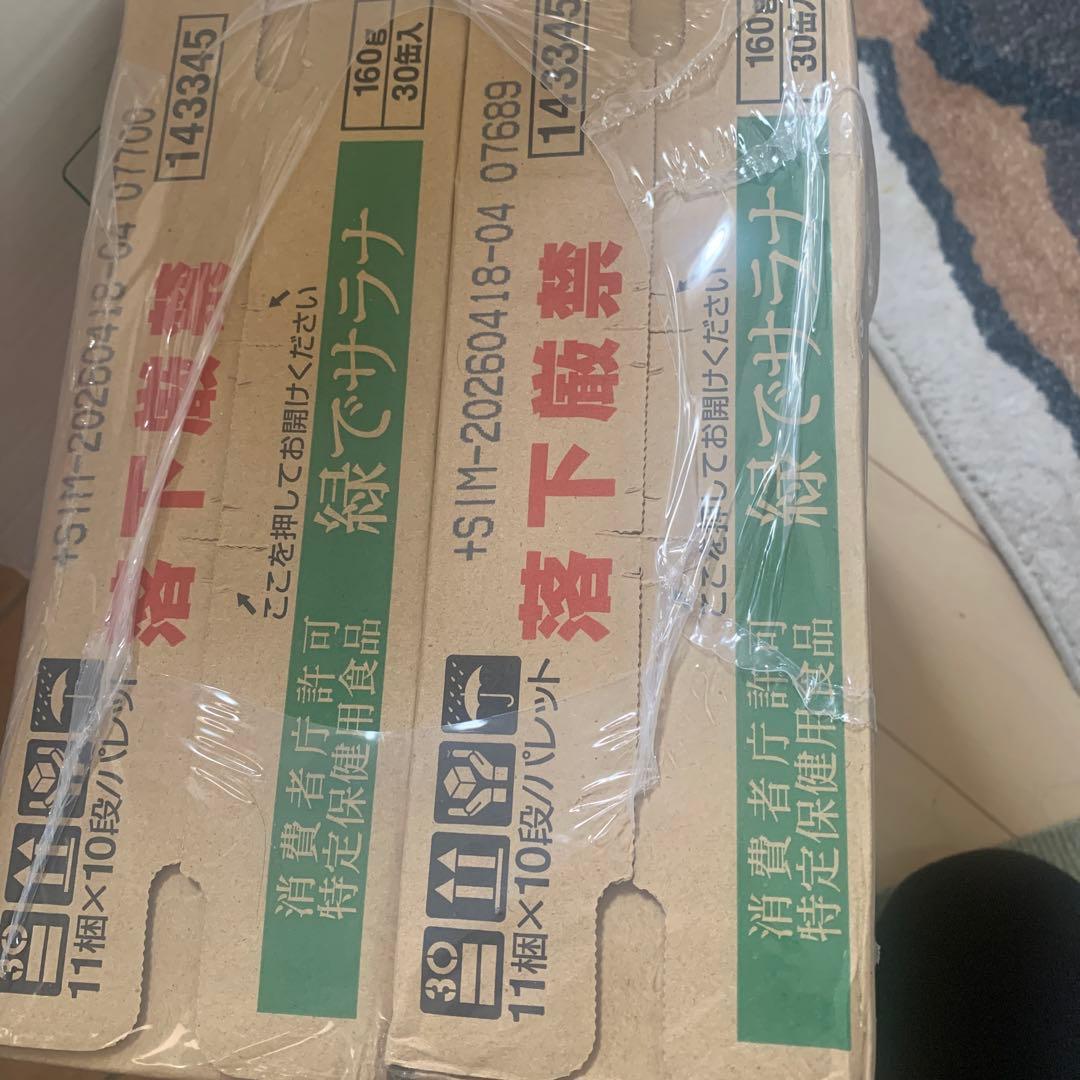 143345
160g
30缶入
+SIM-20260418-04 07700
落下厳禁
ここを押してお開けください
消費者庁許可
特定保健用食品
緑でサラナ
11梱×10段/パレット
30
143345
160g
30缶入
+SIM-20260418-04 07689
落下厳禁
ここを押してお開けください
消費者庁許可
特定保健用食品
緑でサラナ
11梱×10段/パレット
30